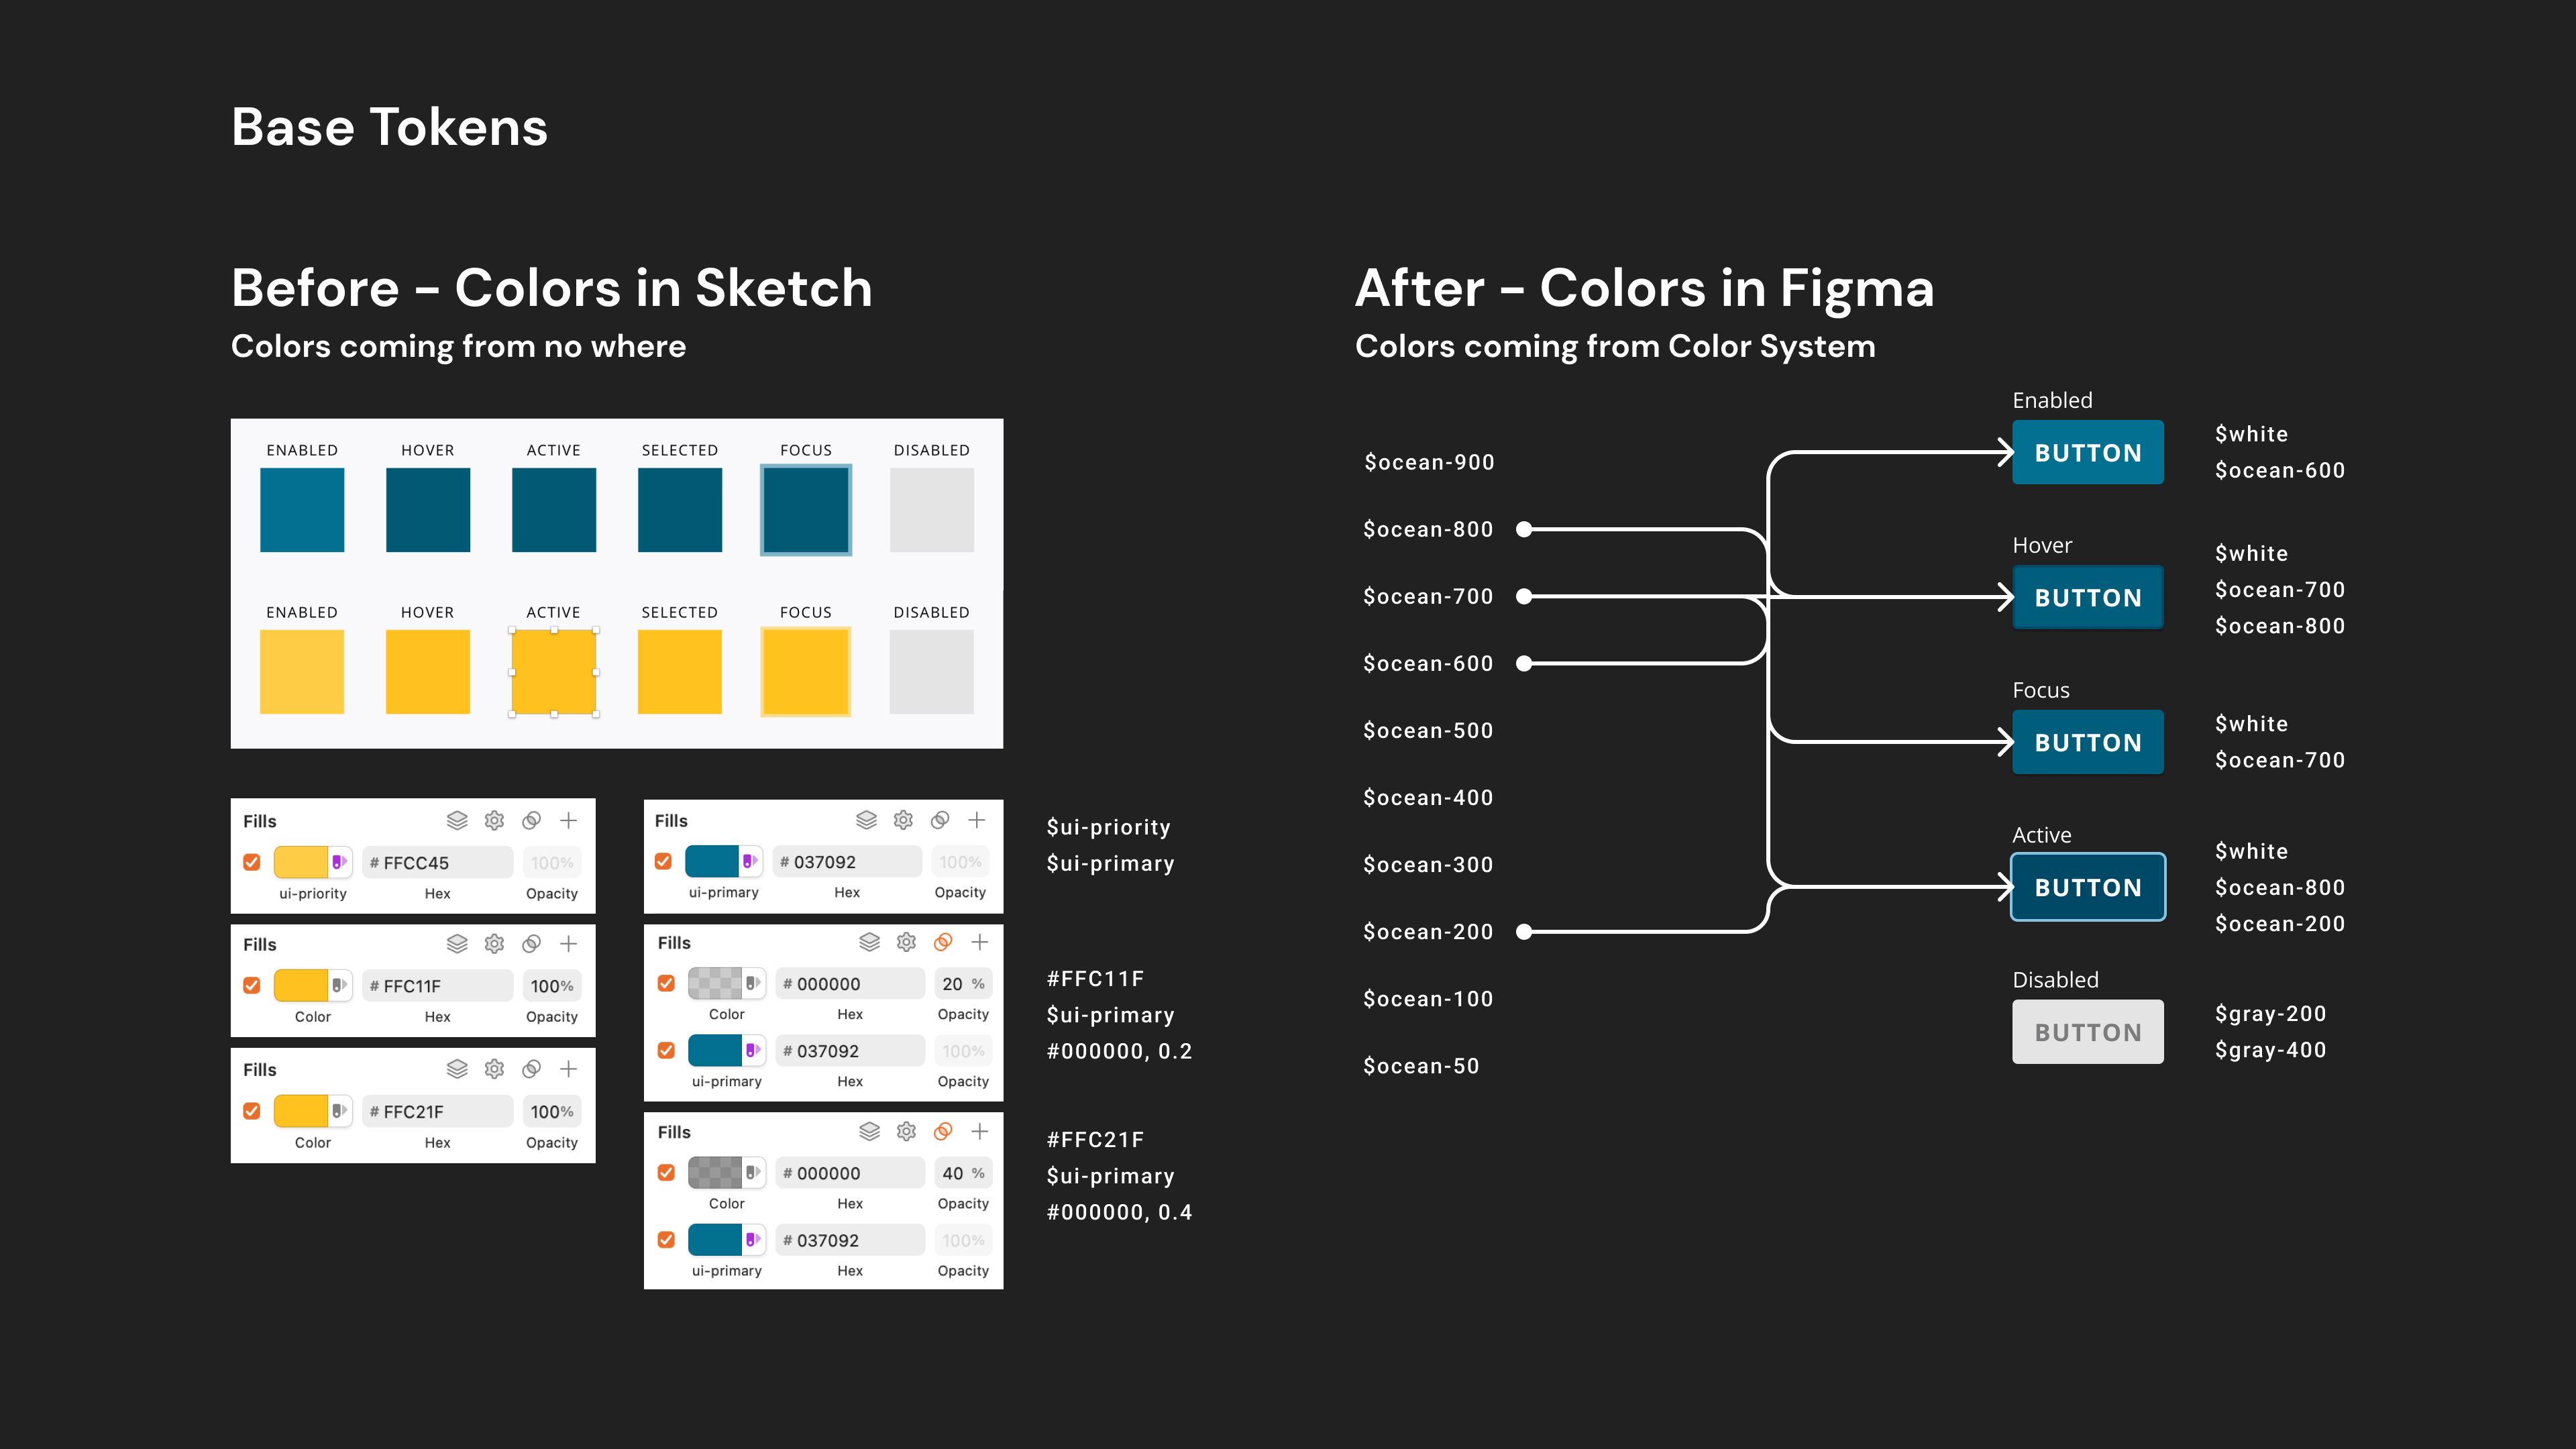 Base Tokens
Before – Colors in Sketch
Colors coming from no where
ENABLED HOVER ACTIVE SELECTED FOCUS DISABLED
ENABLED HOVER ACTIVE SELECTED FOCUS DISABLED
Fills
# FFCC45 100%
ui-priority Hex Opacity
Fills
# FFC11F 100%
Color Hex Opacity
Fills
# FFC21F 100%
Color Hex Opacity
Fills
# 037092 100%
ui-primary Hex Opacity
Fills
# 000000 20 %
Color Hex Opacity
# 037092 100%
ui-primary Hex Opacity
Fills
# 000000 40 %
Color Hex Opacity
# 037092 100%
ui-primary Hex Opacity
$ui-priority
$ui-primary
#FFC11F
$ui-primary
#000000, 0.2
#FFC21F
$ui-primary
#000000, 0.4
After – Colors in Figma
Colors coming from Color System
$ocean-900
$ocean-800
$ocean-700
$ocean-600
$ocean-500
$ocean-400
$ocean-300
$ocean-200
$ocean-100
$ocean-50
Enabled
BUTTON
$white
$ocean-600
Hover
BUTTON
$white
$ocean-700
$ocean-800
Focus
BUTTON
$white
$ocean-700
Active
BUTTON
$white
$ocean-800
$ocean-200
Disabled
BUTTON
$gray-200
$gray-400